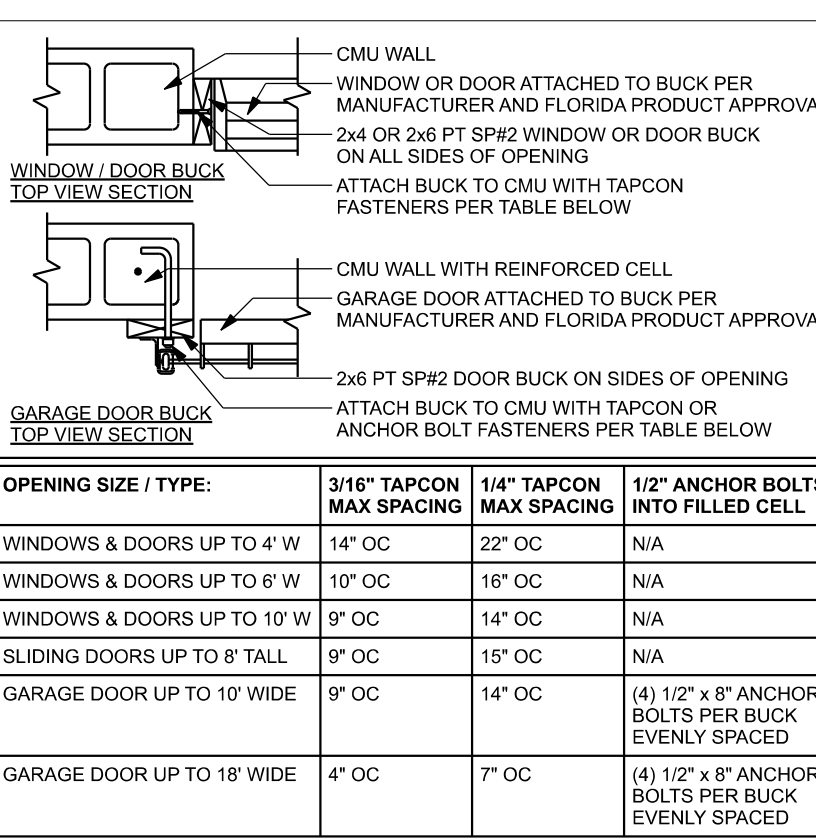 CMU WALL
WINDOW OR DOOR ATTACHED TO BUCK PER
MANUFACTURER AND FLORIDA PRODUCT APPROVA
2x4 OR 2x6 PT SP#2 WINDOW OR DOOR BUCK
ON ALL SIDES OF OPENING
WINDOW / DOOR BUCK
TOP VIEW SECTION
ATTACH BUCK TO CMU WITH TAPCON
FASTENERS PER TABLE BELOW
CMU WALL WITH REINFORCED CELL
GARAGE DOOR ATTACHED TO BUCK PER
MANUFACTURER AND FLORIDA PRODUCT APPROVA
2x6 PT SP#2 DOOR BUCK ON SIDES OF OPENING
GARAGE DOOR BUCK
TOP VIEW SECTION
ATTACH BUCK TO CMU WITH TAPCON OR
ANCHOR BOLT FASTENERS PER TABLE BELOW
OPENING SIZE / TYPE: 3/16" TAPCON 1/4" TAPCON 1/2" ANCHOR BOLTS
MAX SPACING MAX SPACING INTO FILLED CELL
WINDOWS & DOORS UP TO 4' W 14" OC 22" OC N/A
WINDOWS & DOORS UP TO 6' W 10" OC 16" OC N/A
WINDOWS & DOORS UP TO 10' W 9" OC 14" OC N/A
SLIDING DOORS UP TO 8' TALL 9" OC 15" OC N/A
GARAGE DOOR UP TO 10' WIDE 9" OC 14" OC (4) 1/2" x 8" ANCHOR
BOLTS PER BUCK
EVENLY SPACED
GARAGE DOOR UP TO 18' WIDE 4" OC 7" OC (4) 1/2" x 8" ANCHOR
BOLTS PER BUCK
EVENLY SPACED